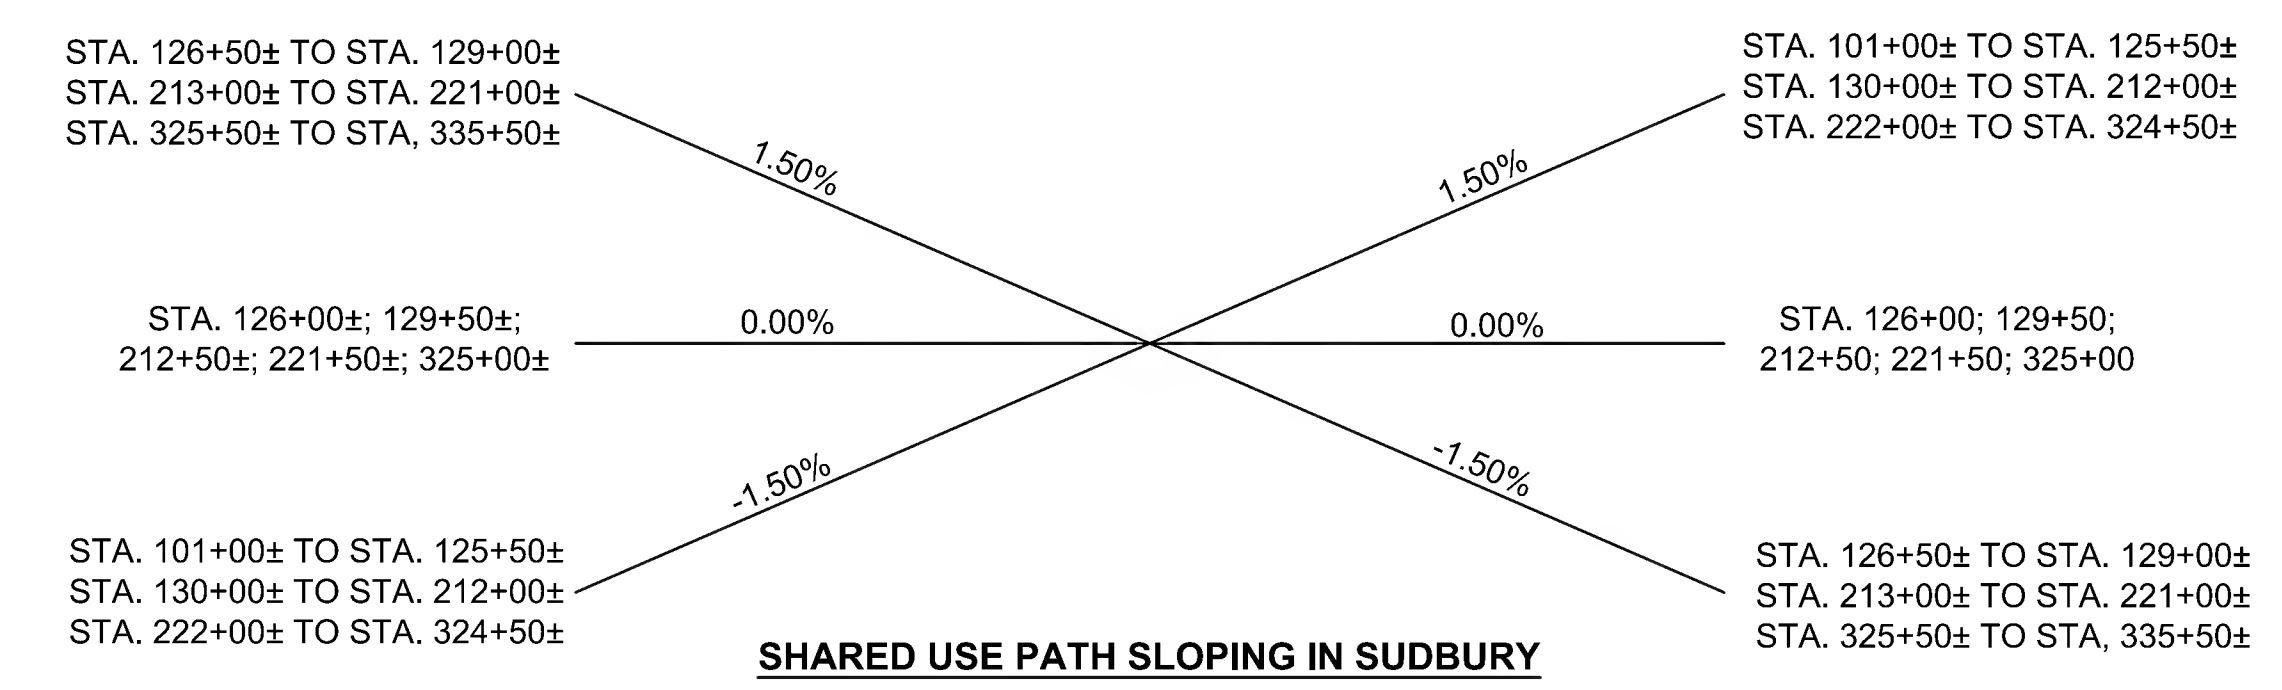 STA. 126+50± TO STA. 129+00±
STA. 213+00± TO STA. 221+00±
STA. 325+50± TO STA, 335+50±
1.50%
1.50%
STA. 101+00± TO STA. 125+50±
STA. 130+00± TO STA. 212+00±
STA. 222+00± TO STA. 324+50±
STA. 126+00±; 129+50±;
212+50±; 221+50±; 325+00±
0.00%
0.00%
STA. 126+00; 129+50;
212+50; 221+50; 325+00
STA. 101+00± TO STA. 125+50±
STA. 130+00± TO STA. 212+00±
STA. 222+00± TO STA. 324+50±
-1.50%
-1.50%
STA. 126+50± TO STA. 129+00±
STA. 213+00± TO STA. 221+00±
STA. 325+50± TO STA, 335+50±
SHARED USE PATH SLOPING IN SUDBURY